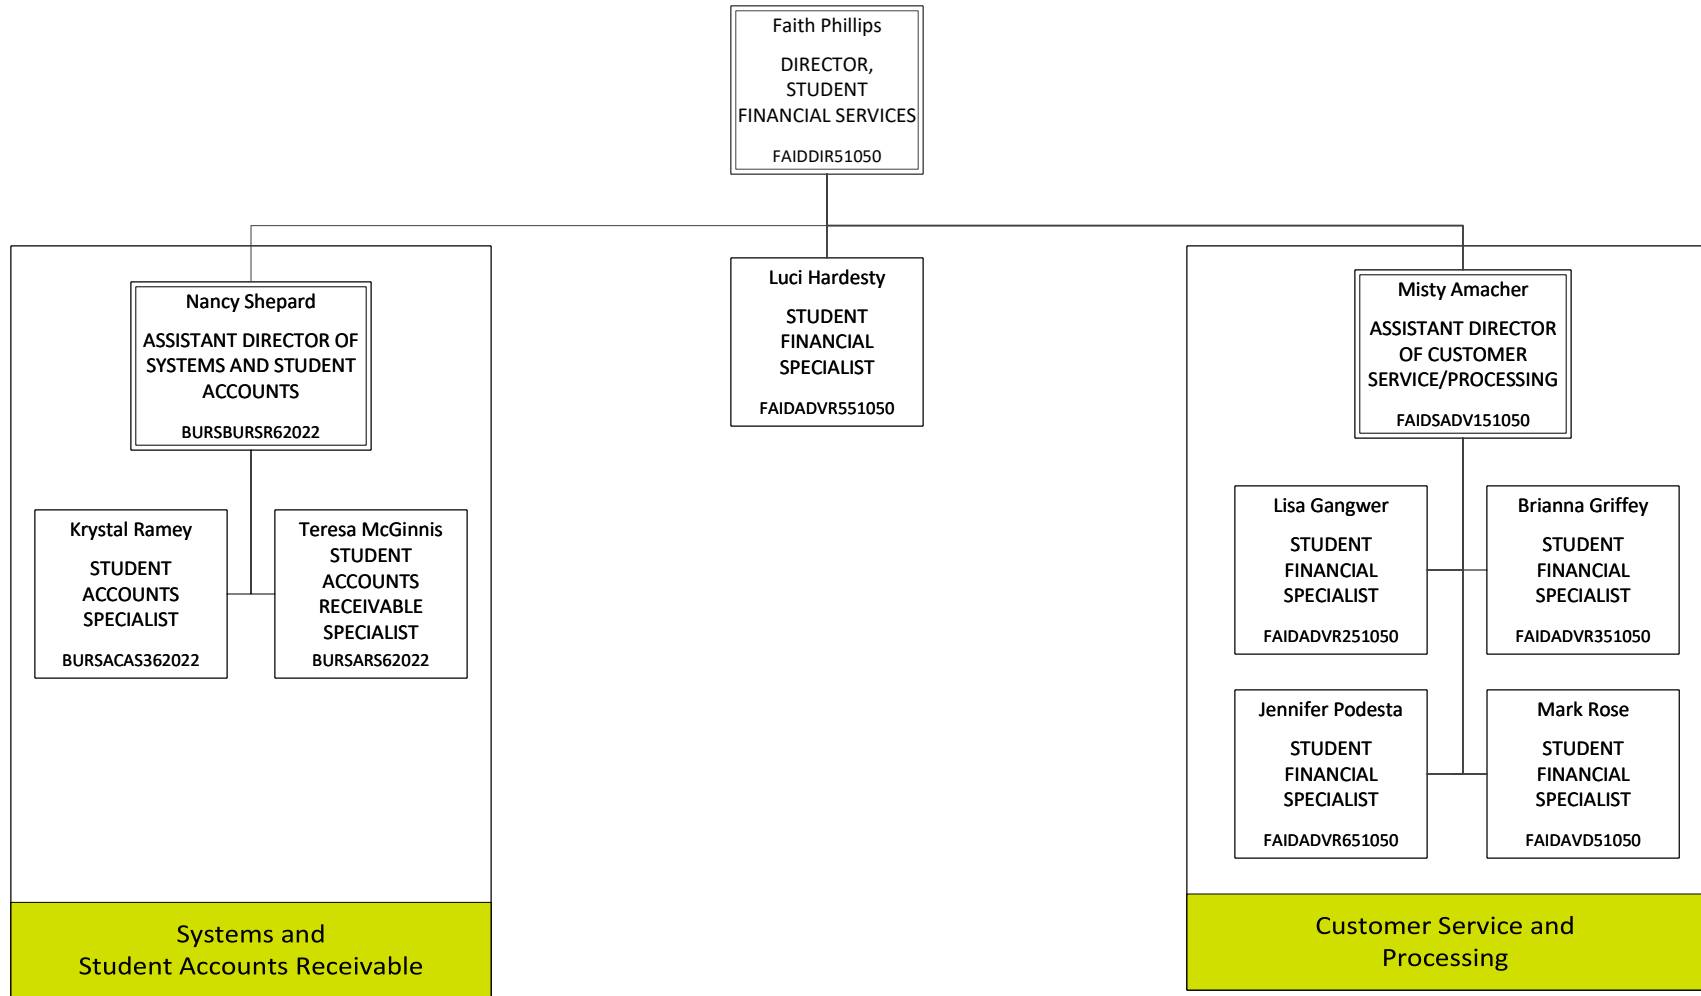 Faith Phillips
DIRECTOR,
STUDENT
FINANCIAL SERVICES
FAIDDIR51050
Nancy Shepard
ASSISTANT DIRECTOR OF
SYSTEMS AND STUDENT
ACCOUNTS
BURSBURSR62022
Krystal Ramey
STUDENT
ACCOUNTS
SPECIALIST
BURSACAS362022
Teresa McGinnis
STUDENT
ACCOUNTS
RECEIVABLE
SPECIALIST
BURSARS62022
Systems and
Student Accounts Receivable
Luci Hardesty
STUDENT
FINANCIAL
SPECIALIST
FAIDADVR551050
Misty Amacher
ASSISTANT DIRECTOR
OF CUSTOMER
SERVICE/PROCESSING
FAIDSADV151050
Lisa Gangwer
STUDENT
FINANCIAL
SPECIALIST
FAIDADVR251050
Brianna Griffey
STUDENT
FINANCIAL
SPECIALIST
FAIDADVR351050
Jennifer Podesta
STUDENT
FINANCIAL
SPECIALIST
FAIDADVR651050
Mark Rose
STUDENT
FINANCIAL
SPECIALIST
FAIDAVD51050
Customer Service and
Processing